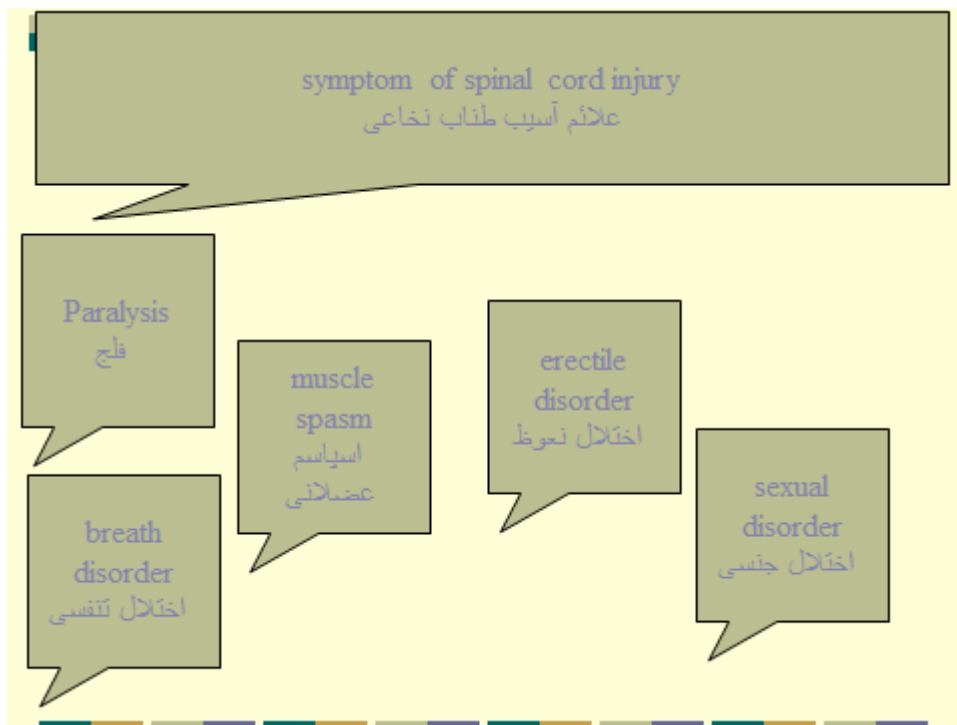 symptom of spinal cord injury
علائم آسیب طناب نخاعی
Paralysis
فلج
muscle
spasm
اسپاسم
عضلانی
erectile
disorder
اختلال نعوظ
sexual
disorder
اختلال جنسی
breath
disorder
اختلال تنفسی